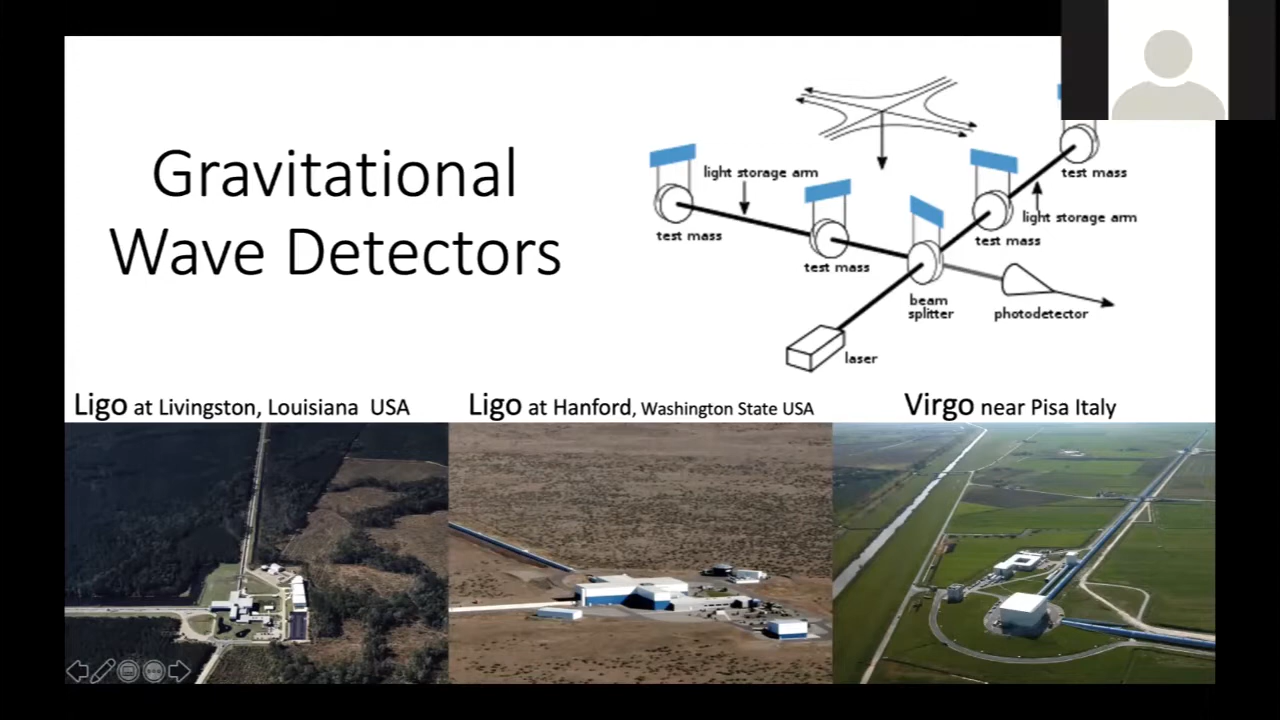 Gravitational
Wave Detectors
light storage arm
test mass
test mass
test mass
light storage arm
test mass
beam
splitter
photodetector
laser
Ligo at Livingston, Louisiana USA
Ligo at Hanford, Washington State USA
Virgo near Pisa Italy